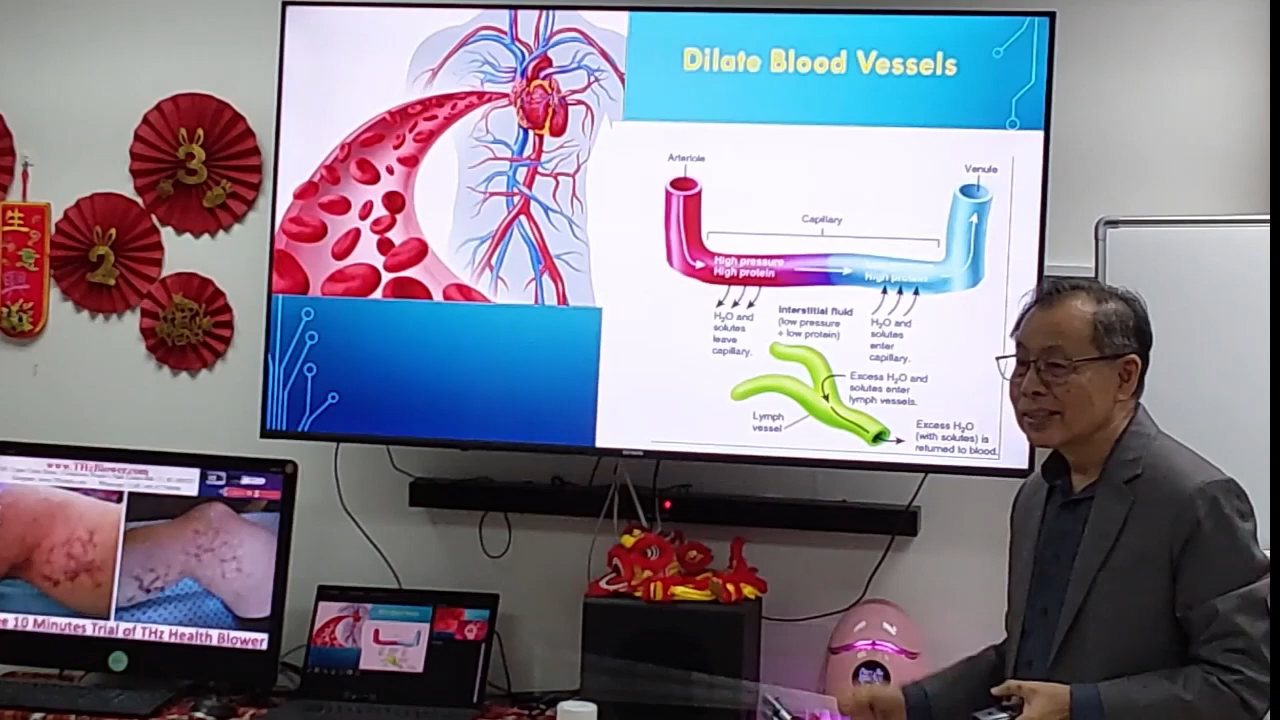 Dilate Blood Vessels
Arteriole
Venule
Capillary
High pressure
High protein
High protein
H₂O and
solutes
leave
capillary.
Interstitial fluid
(low pressure
+ low protein)
H₂O and
solutes
enter
capillary.
Excess H₂O and
solutes enter
lymph vessels.
Lymph
vessel
Excess H₂O
(with solutes) is
returned to blood.
3
2
生
www.THzBlower.com
10 Minutes Trial of THz Health Blower